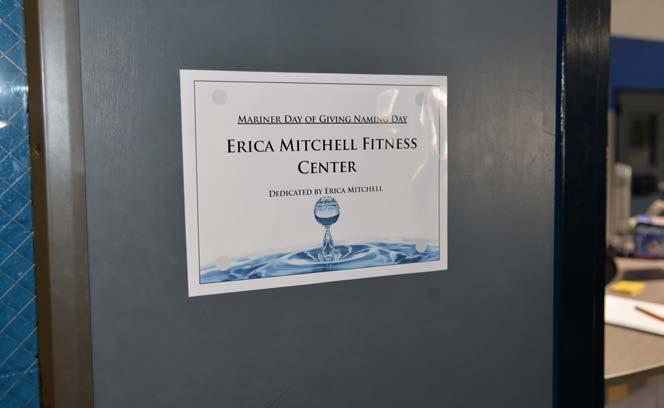 Mariner Day of Giving Naming Day
Erica Mitchell Fitness
Center
Dedicated by Erica Mitchell